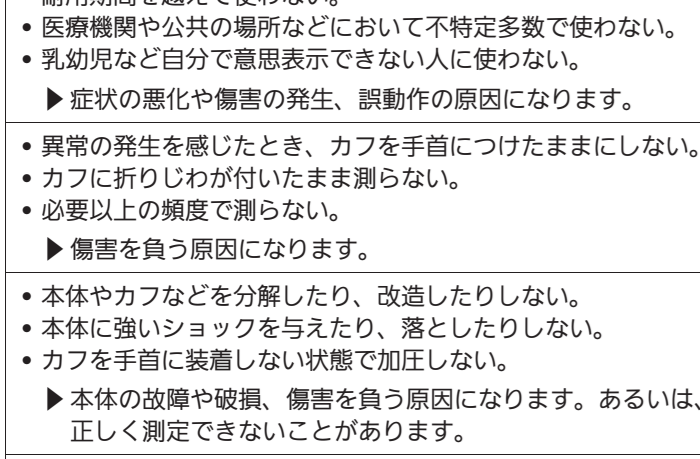 耐用期間を越えて使わない。
• 医療機関や公共の場所などにおいて不特定多数で使わない。
• 乳幼児など自分で意思表示できない人に使わない。
▶ 症状の悪化や傷害の発生、誤動作の原因になります。
• 異常の発生を感じたとき、カフを手首につけたままにしない。
• カフに折りじわが付いたまま測らない。
• 必要以上の頻度で測らない。
▶ 傷害を負う原因になります。
• 本体やカフなどを分解したり、改造したりしない。
• 本体に強いショックを与えたり、落としたりしない。
• カフを手首に装着しない状態で加圧しない。
▶ 本体の故障や破損、傷害を負う原因になります。あるいは、
正しく測定できないことがあります。